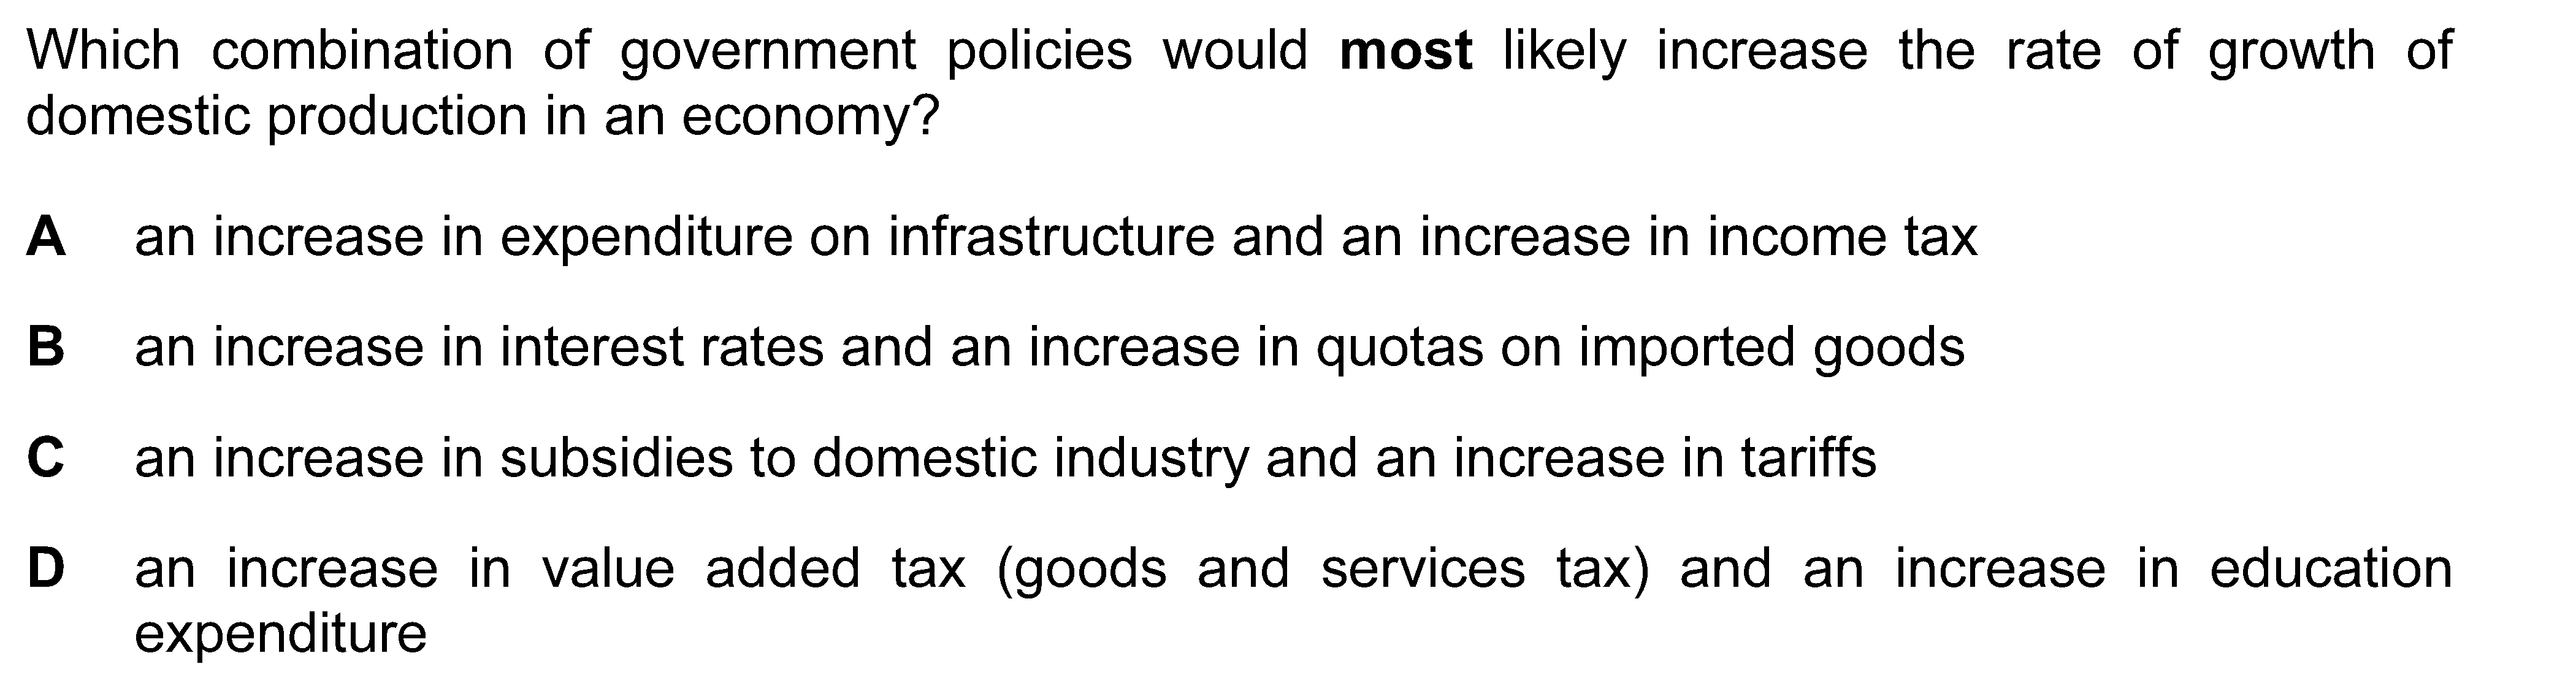 Which combination of government policies would most likely increase the rate of growth of
domestic production in an economy?
A an increase in expenditure on infrastructure and an increase in income tax
B an increase in interest rates and an increase in quotas on imported goods
C an increase in subsidies to domestic industry and an increase in tariffs
D an increase in value added tax (goods and services tax) and an increase in education
expenditure